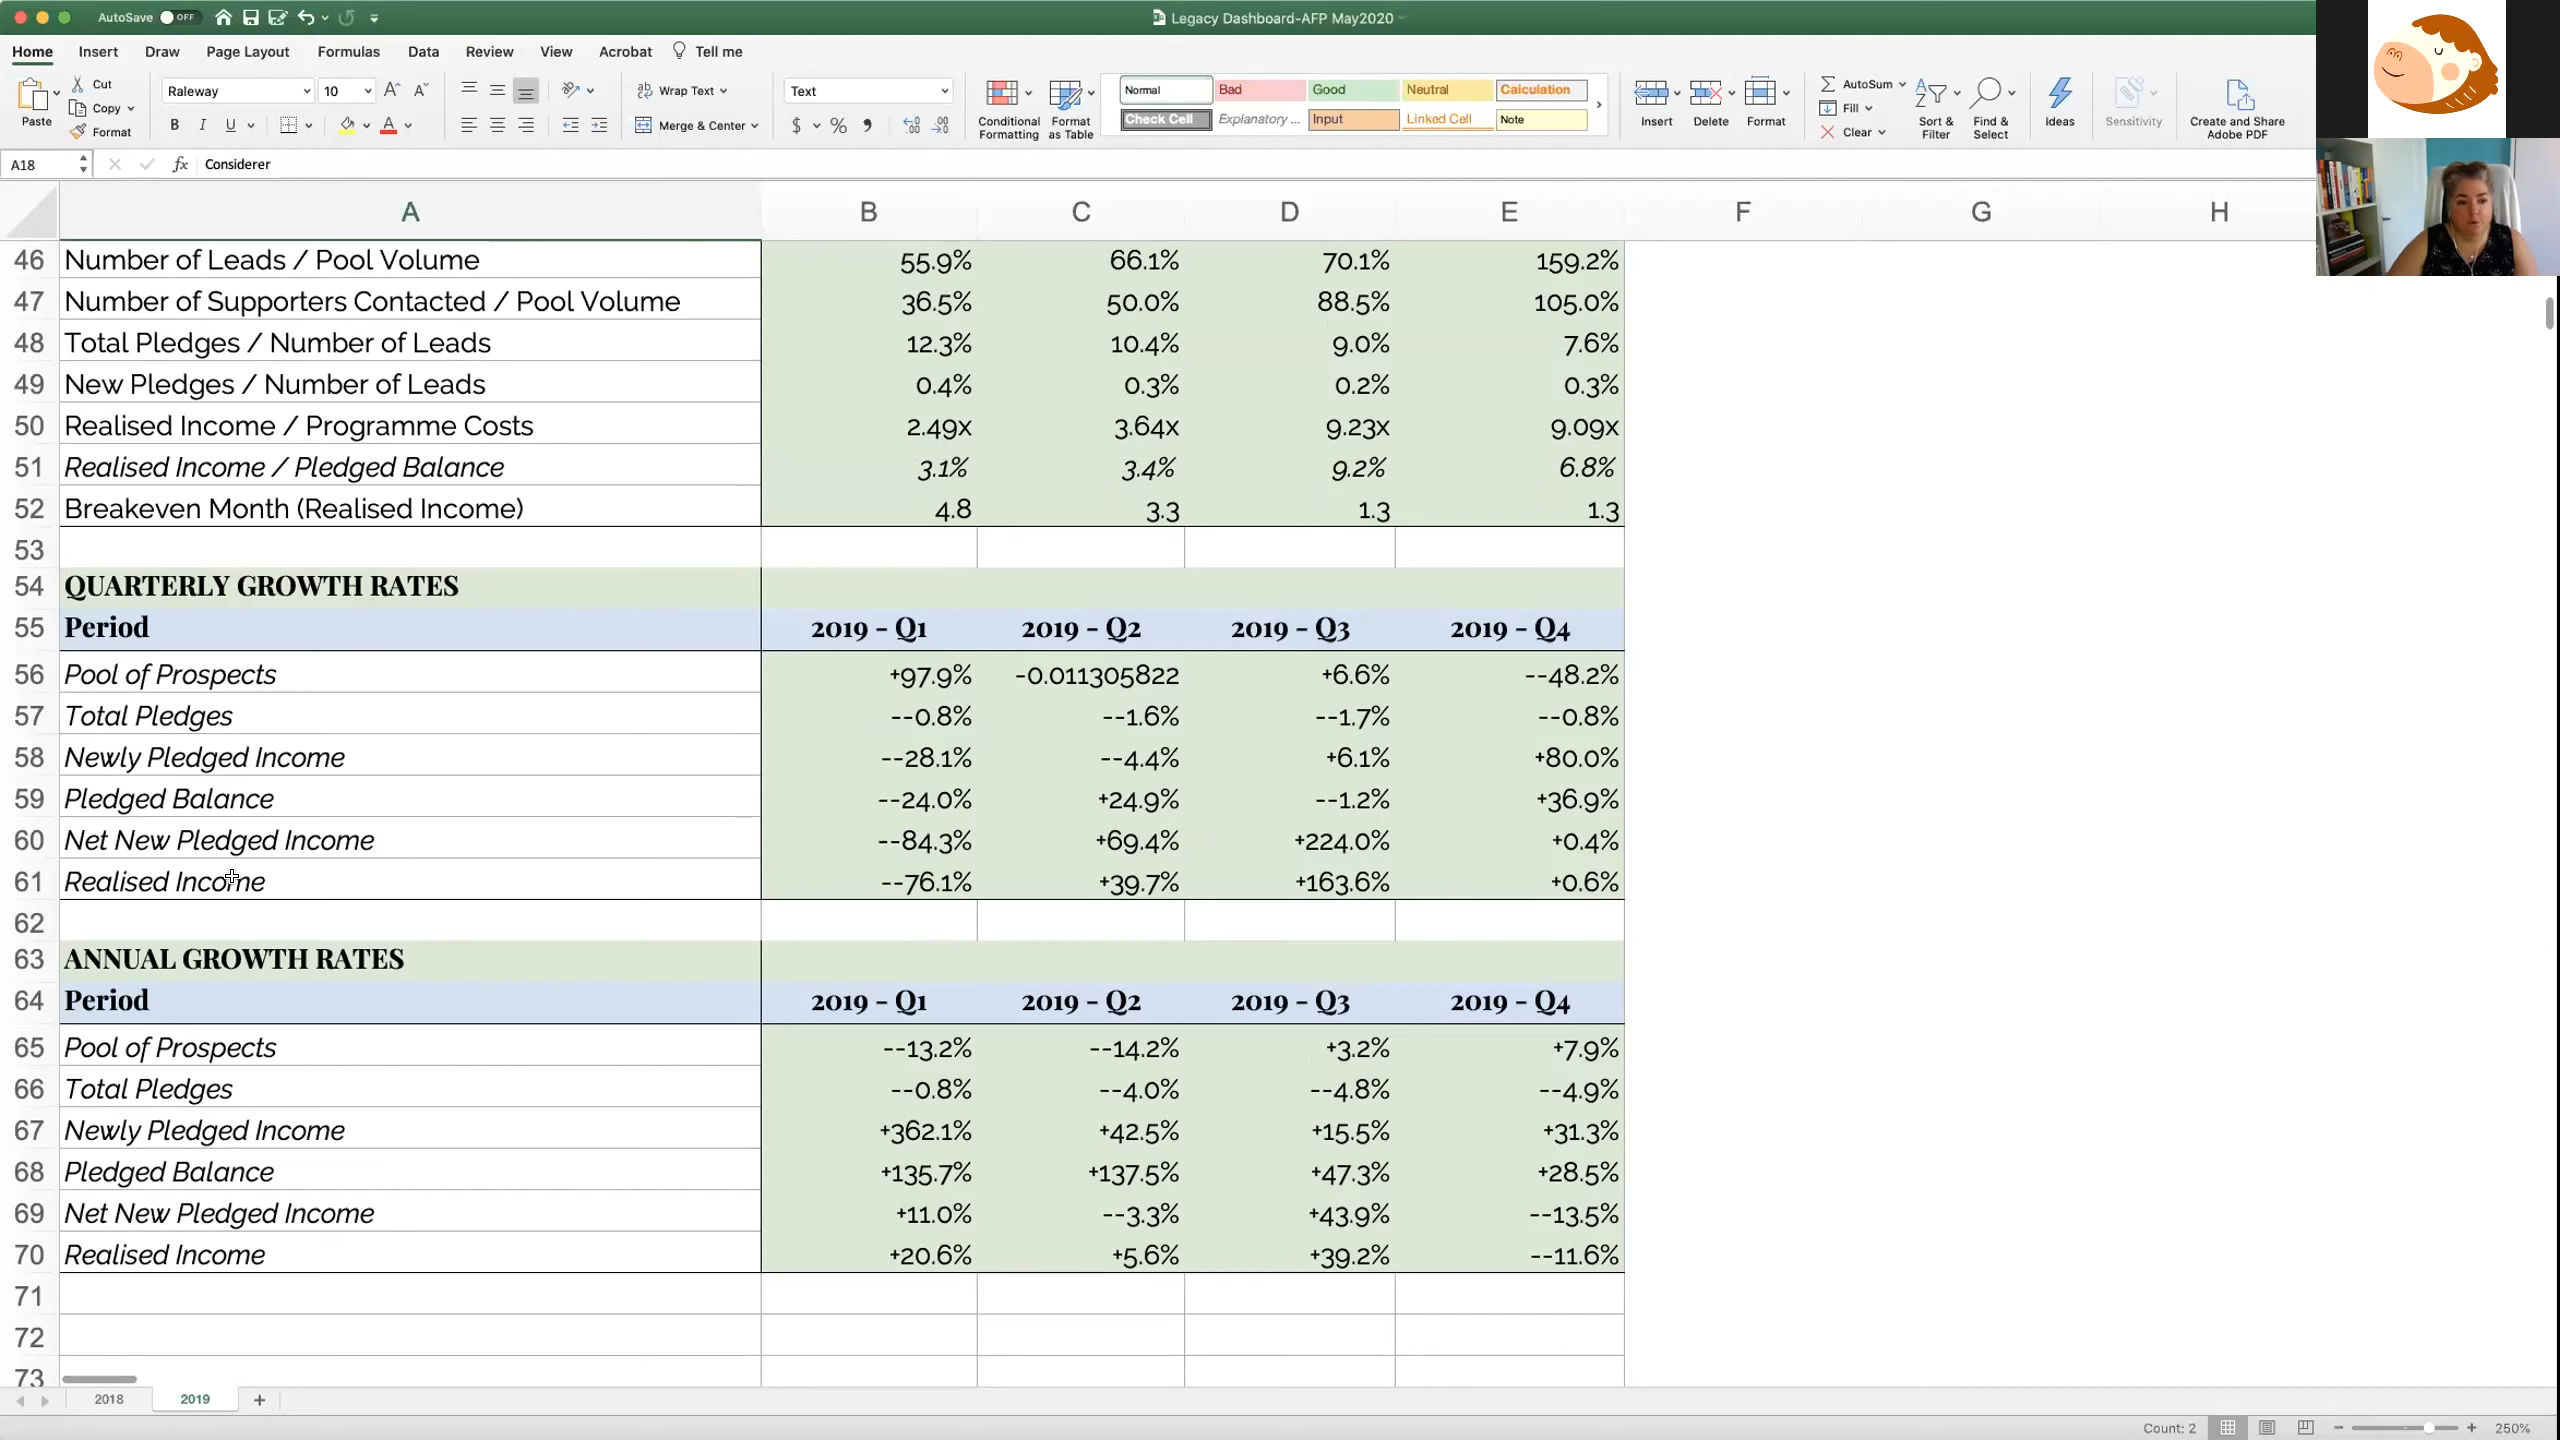 AutoSave OFF Legacy Dashboard-AFP May2020
Home Insert Draw Page Layout Formulas Data Review View Acrobat Tell me
Paste Cut Copy Format
Raleway 10 A^ A˅
B I U A
Wrap Text
Merge & Center
Text
$ %
Conditional Formatting
Format as Table
Normal Bad Good Neutral Calculation
Check Cell Explanatory ... Input Linked Cell Note
Insert Delete Format
AutoSum
Fill
Clear
Sort & Filter
Find & Select
Ideas
Sensitivity
Create and Share Adobe PDF
A18 fx Considerer
A B C D E F G H
46 Number of Leads / Pool Volume 55.9% 66.1% 70.1% 159.2%
47 Number of Supporters Contacted / Pool Volume 36.5% 50.0% 88.5% 105.0%
48 Total Pledges / Number of Leads 12.3% 10.4% 9.0% 7.6%
49 New Pledges / Number of Leads 0.4% 0.3% 0.2% 0.3%
50 Realised Income / Programme Costs 2.49x 3.64x 9.23x 9.09x
51 Realised Income / Pledged Balance 3.1% 3.4% 9.2% 6.8%
52 Breakeven Month (Realised Income) 4.8 3.3 1.3 1.3
53
54 QUARTERLY GROWTH RATES
55 Period 2019 - Q1 2019 - Q2 2019 - Q3 2019 - Q4
56 Pool of Prospects +97.9% -0.011305822 +6.6% --48.2%
57 Total Pledges --0.8% --1.6% --1.7% --0.8%
58 Newly Pledged Income --28.1% --4.4% +6.1% +80.0%
59 Pledged Balance --24.0% +24.9% --1.2% +36.9%
60 Net New Pledged Income --84.3% +69.4% +224.0% +0.4%
61 Realised Income --76.1% +39.7% +163.6% +0.6%
62
63 ANNUAL GROWTH RATES
64 Period 2019 - Q1 2019 - Q2 2019 - Q3 2019 - Q4
65 Pool of Prospects --13.2% --14.2% +3.2% +7.9%
66 Total Pledges --0.8% --4.0% --4.8% --4.9%
67 Newly Pledged Income +362.1% +42.5% +15.5% +31.3%
68 Pledged Balance +135.7% +137.5% +47.3% +28.5%
69 Net New Pledged Income +11.0% --3.3% +43.9% --13.5%
70 Realised Income +20.6% +5.6% +39.2% --11.6%
71
72
73
2018 2019 +
Count: 2 250%